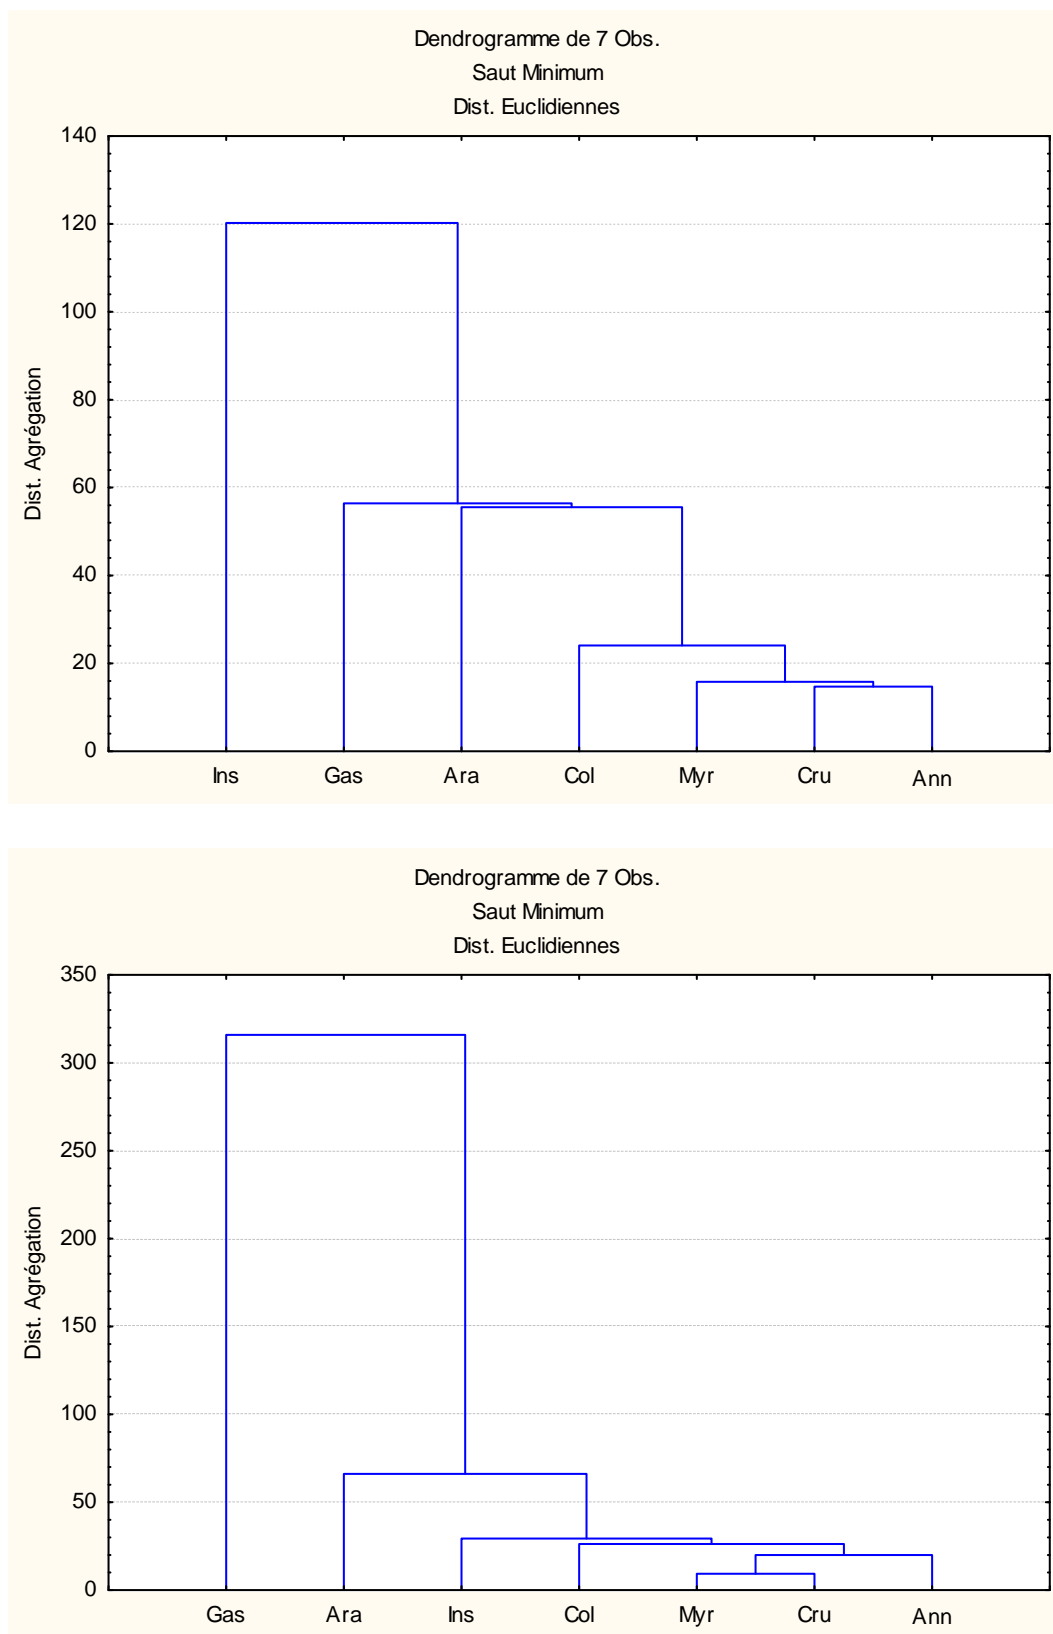 Dendrogramme de 7 Obs.
Saut Minimum
Dist. Euclidiennes
140
120
100
80
60
40
20
0
Dist. Agrégation
Ins Gas Ara Col Myr Cru Ann
Dendrogramme de 7 Obs.
Saut Minimum
Dist. Euclidiennes
350
300
250
200
150
100
50
0
Dist. Agrégation
Gas Ara Ins Col Myr Cru Ann